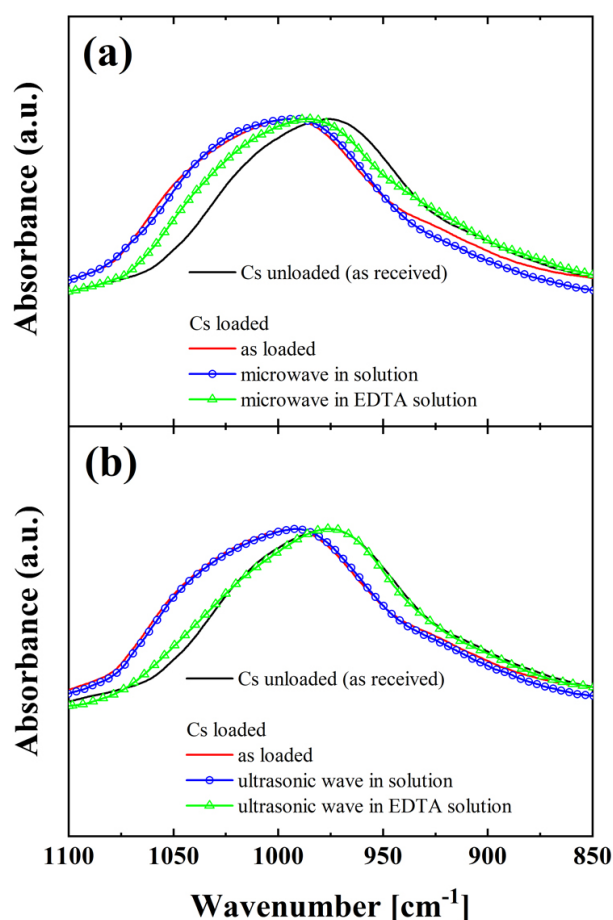 (a)
Absorbance (a.u.)
Cs unloaded (as received)
Cs loaded
as loaded
microwave in solution
microwave in EDTA solution
(b)
Absorbance (a.u.)
Cs unloaded (as received)
Cs loaded
as loaded
ultrasonic wave in solution
ultrasonic wave in EDTA solution
1100 1050 1000 950 900 850
Wavenumber [cm⁻¹]